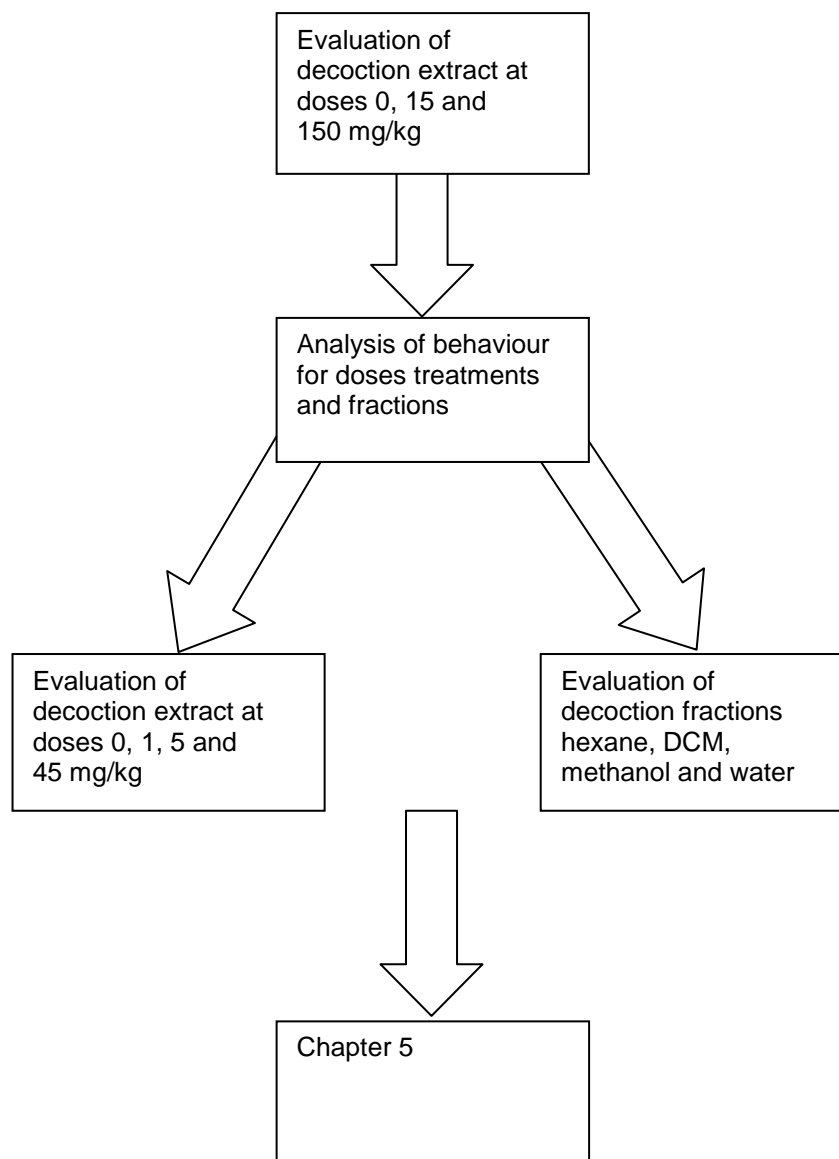 Evaluation of
decoction extract at
doses 0, 15 and
150 mg/kg
Analysis of behaviour
for doses treatments
and fractions
Evaluation of
decoction extract at
doses 0, 1, 5 and
45 mg/kg
Evaluation of
decoction fractions
hexane, DCM,
methanol and water
Chapter 5